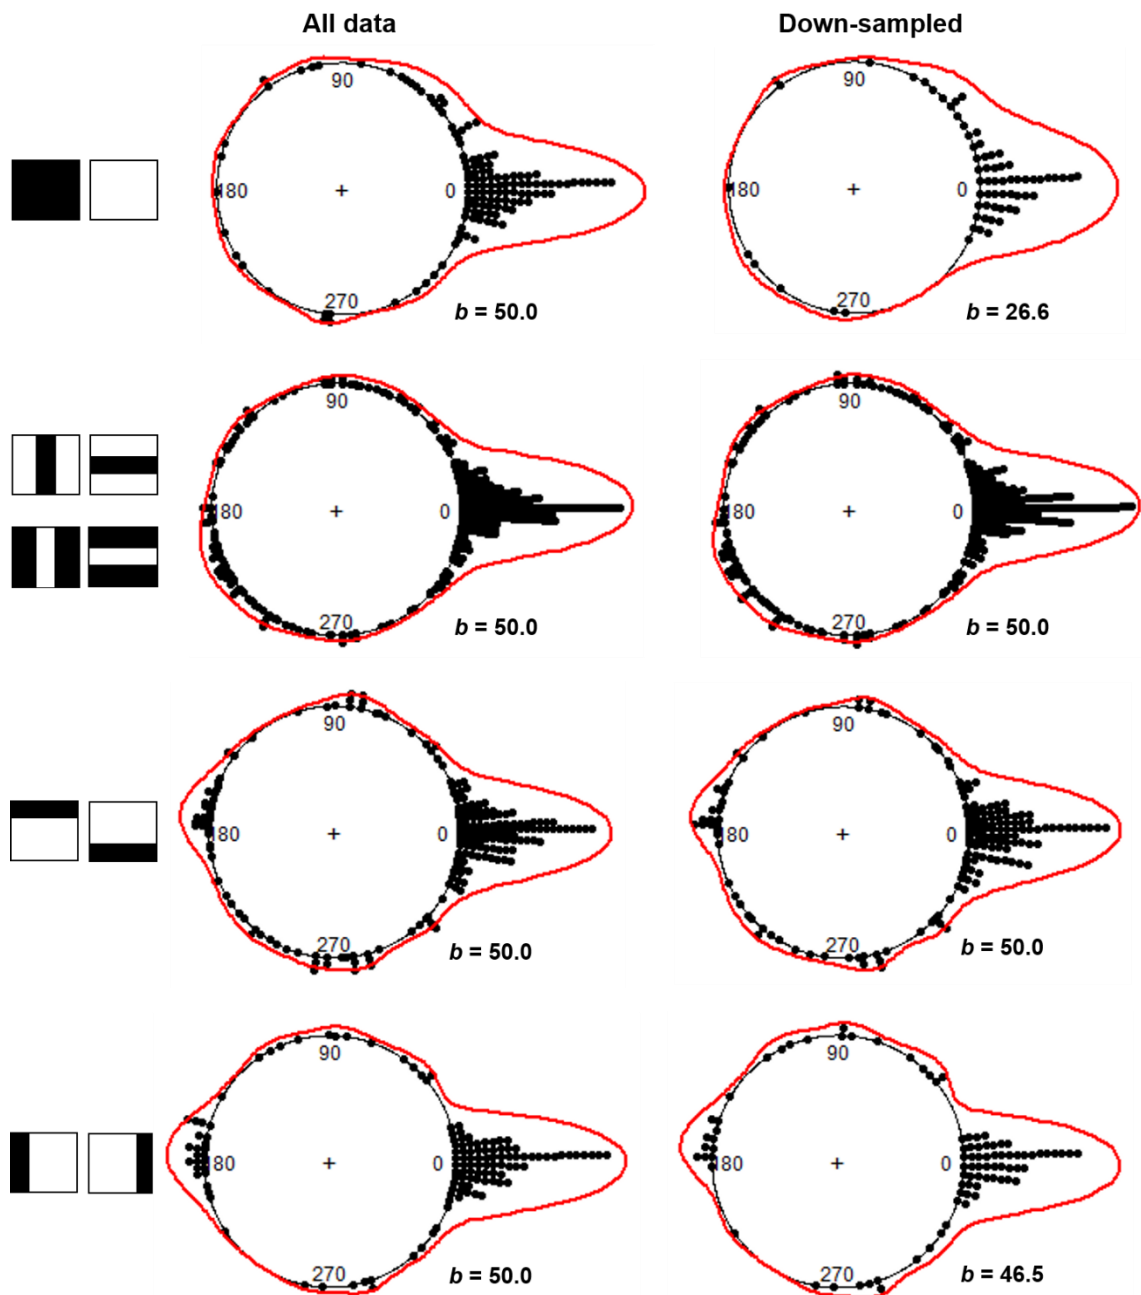 All data Down-sampled
90 90
180 + 0 180 + 0
270 270
b = 50.0 b = 26.6
90 90
180 + 0 180 + 0
270 270
b = 50.0 b = 50.0
90 90
180 + 0 180 + 0
270 270
b = 50.0 b = 50.0
90 90
180 + 0 180 + 0
270 270
b = 50.0 b = 46.5